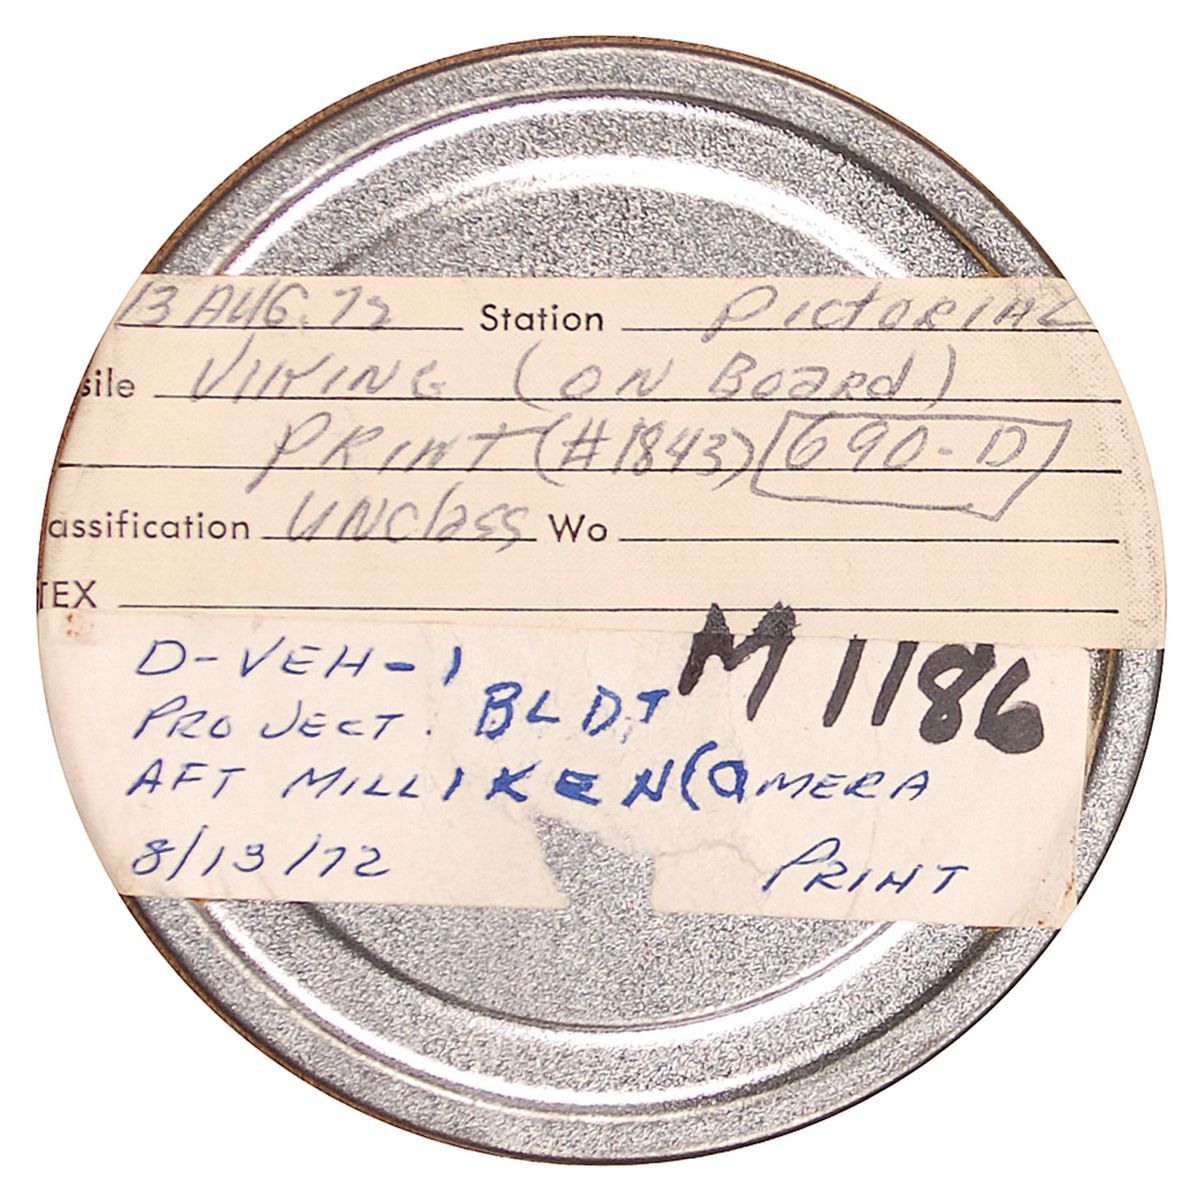 13 AUG. 72 Station PICTORIAL
sile VIKING (ON BOARD)
PRINT (#1843) 690-D
assification UNclass Wo
TEX
M 1186
D-VEH-1
PROJECT. BLDT
AFT MILLIKEN CAMERA
8/13/72 PRINT